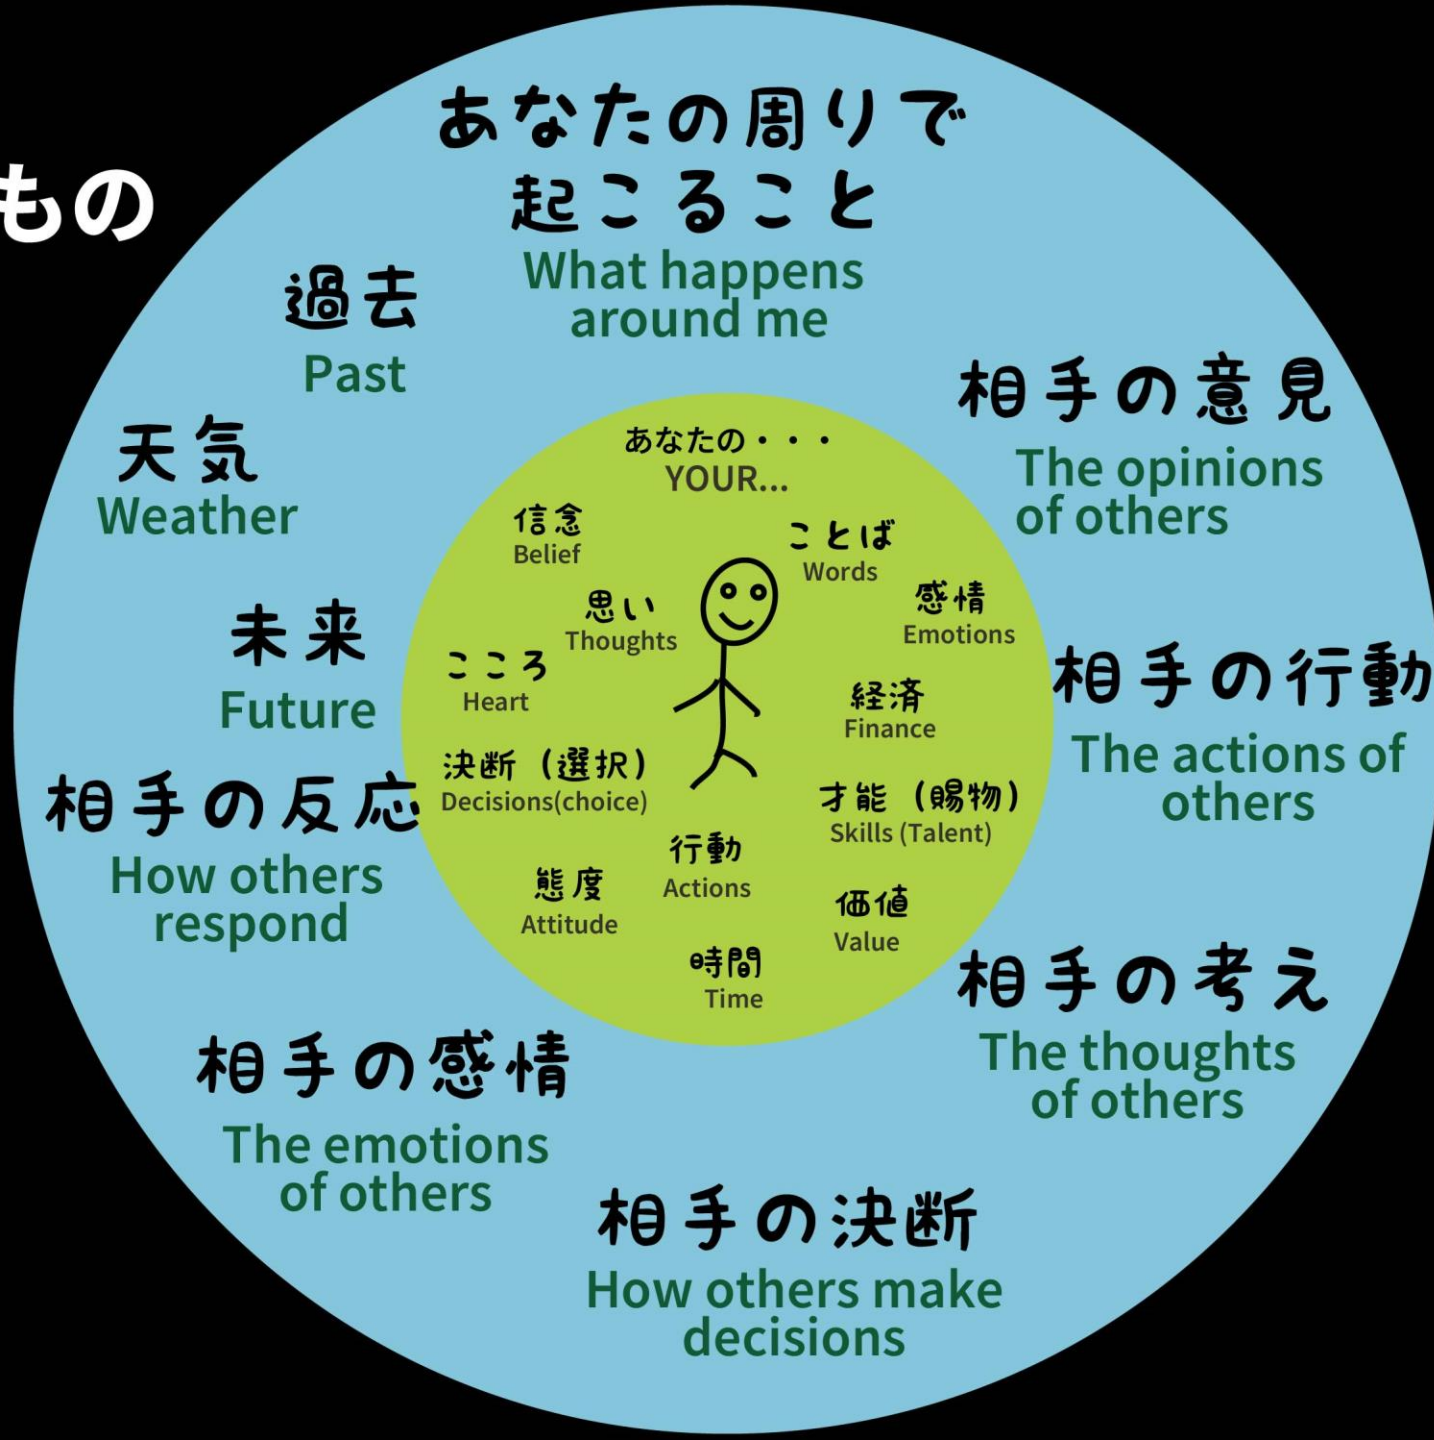 もの
あなたの周りで
起こること
What happens
around me
過去
Past
天気
Weather
未来
Future
相手の反応
How others
respond
相手の感情
The emotions
of others
相手の決断
How others make
decisions
相手の意見
The opinions
of others
相手の行動
The actions of
others
相手の考え
The thoughts
of others
あなたの・・・
YOUR...
信念
Belief
ことば
Words
思い
Thoughts
感情
Emotions
こころ
Heart
経済
Finance
決断（選択）
Decisions(choice)
才能（賜物）
Skills (Talent)
行動
Actions
態度
Attitude
価値
Value
時間
Time